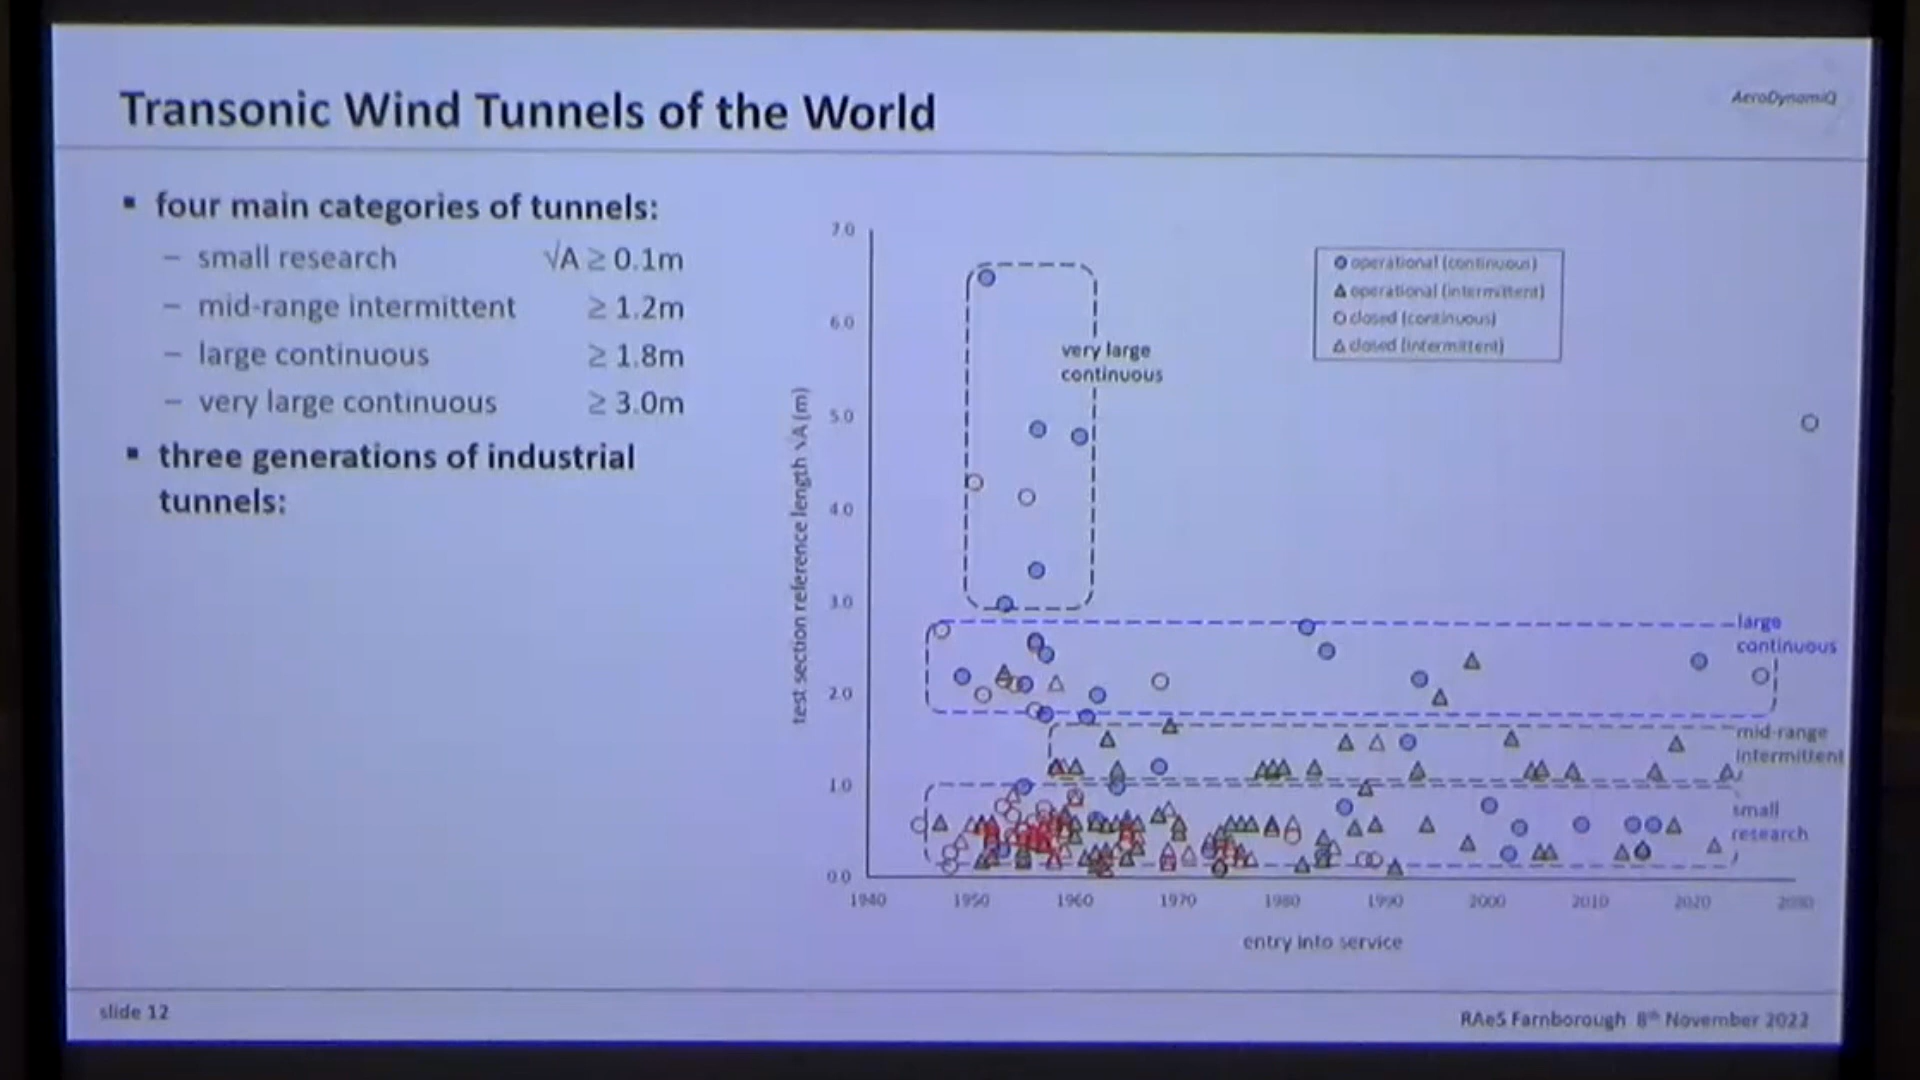 Transonic Wind Tunnels of the World
AeroDynamiQ
▪ four main categories of tunnels:
– small research √A ≥ 0.1m
– mid-range intermittent ≥ 1.2m
– large continuous ≥ 1.8m
– very large continuous ≥ 3.0m
▪ three generations of industrial
tunnels:
7.0
6.0
5.0
4.0
3.0
2.0
1.0
0.0
test section reference length √A (m)
operational (continuous)
operational (intermittent)
closed (continuous)
closed (intermittent)
very large
continuous
large
continuous
mid-range
intermittent
small
research
1940 1950 1960 1970 1980 1990 2000 2010 2020 2030
entry into service
slide 12
RAeS Farnborough 8th November 2022